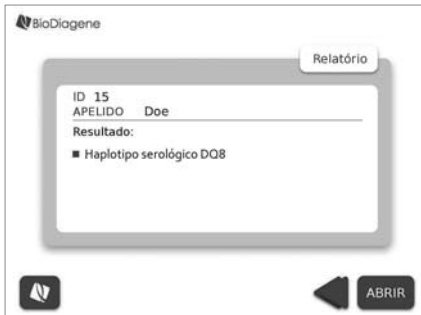 BioDiagene
Relatório
ID 15
APELIDO Doe
Resultado:
Haplotipo serológico DQ8
ABRIR